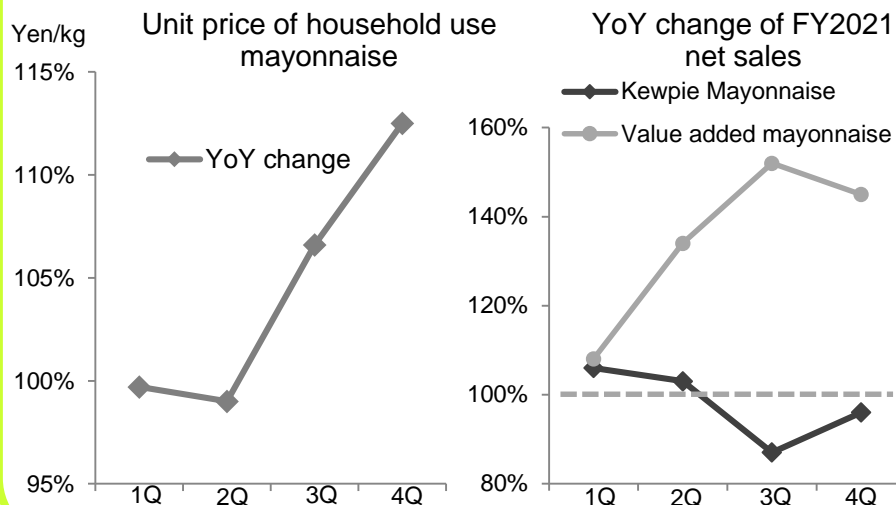 Yen/kg
Unit price of household use
mayonnaise
115%
110%
105%
100%
95%
YoY change
1Q 2Q 3Q 4Q
YoY change of FY2021
net sales
Kewpie Mayonnaise
Value added mayonnaise
160%
140%
120%
100%
80%
1Q 2Q 3Q 4Q